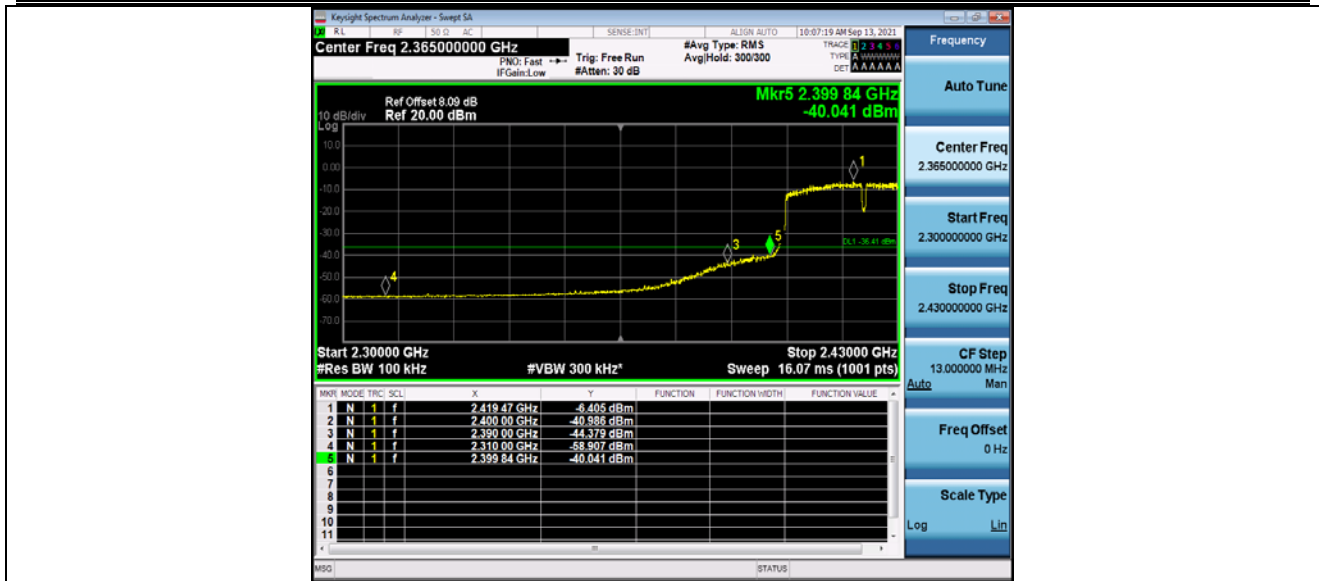 Keysight Spectrum Analyzer - Swept SA
RL RF 50 Ω AC SENSE:INT ALIGN AUTO 10:07:19 AM Sep 13, 2021
Center Freq 2.365000000 GHz
PNO: Fast
IFGain:Low
Trig: Free Run
#Atten: 30 dB
#Avg Type: RMS
Avg|Hold: 300/300
TRACE 1 2 3 4 5 6
TYPE A WWWWW
DET A A A A A A
Mkr5 2.399 84 GHz
-40.041 dBm
Ref Offset 8.09 dB
10 dB/div Ref 20.00 dBm
Log
10.0
0.00
-10.0
-20.0
-30.0
-40.0
-50.0
-60.0
-70.0
1
3
5
4
DL1 -36.41 dBm
Start 2.30000 GHz Stop 2.43000 GHz
#Res BW 100 kHz #VBW 300 kHz* Sweep 16.07 ms (1001 pts)
MKR MODE TRC SCL X Y FUNCTION FUNCTION WIDTH FUNCTION VALUE
1 N 1 f 2.419 47 GHz -6.405 dBm
2 N 1 f 2.400 00 GHz -40.986 dBm
3 N 1 f 2.390 00 GHz -44.379 dBm
4 N 1 f 2.310 00 GHz -58.907 dBm
5 N 1 f 2.399 84 GHz -40.041 dBm
6
7
8
9
10
11
MSG STATUS
Frequency
Auto Tune
Center Freq
2.365000000 GHz
Start Freq
2.300000000 GHz
Stop Freq
2.430000000 GHz
CF Step
13.000000 MHz
Auto Man
Freq Offset
0 Hz
Scale Type
Log Lin